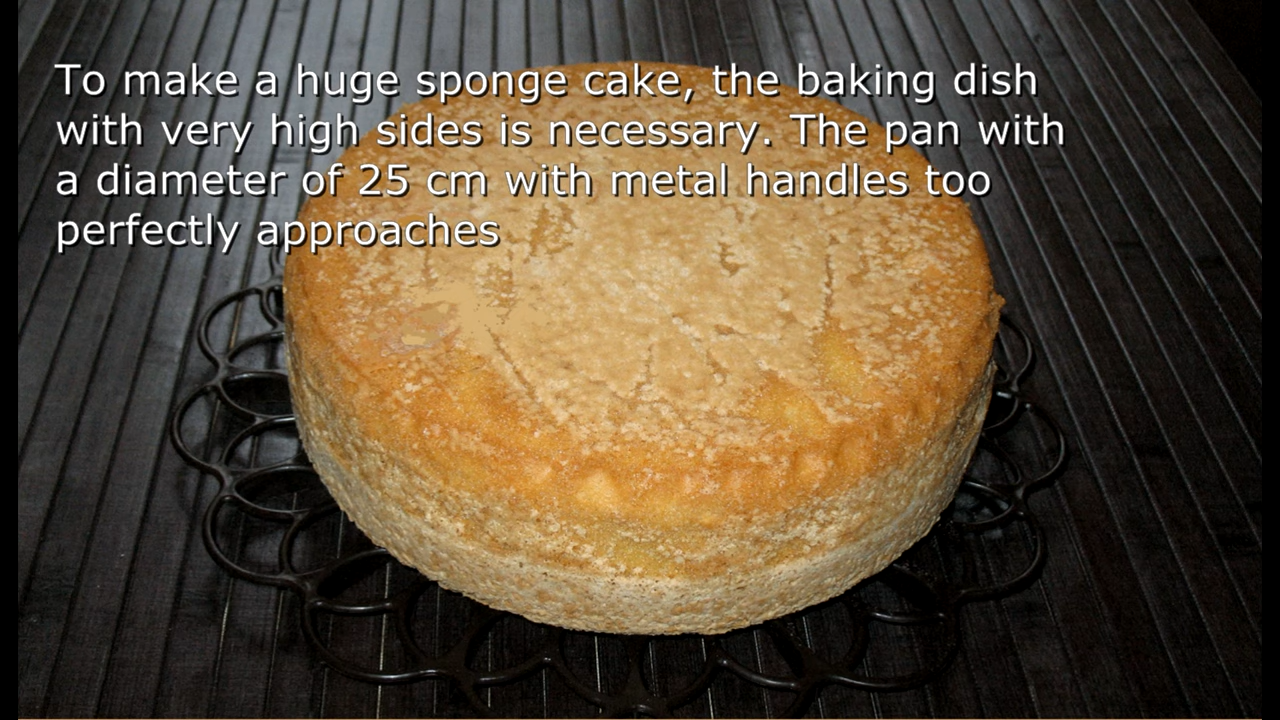 To make a huge sponge cake, the baking dish
with very high sides is necessary. The pan with
a diameter of 25 cm with metal handles too
perfectly approaches